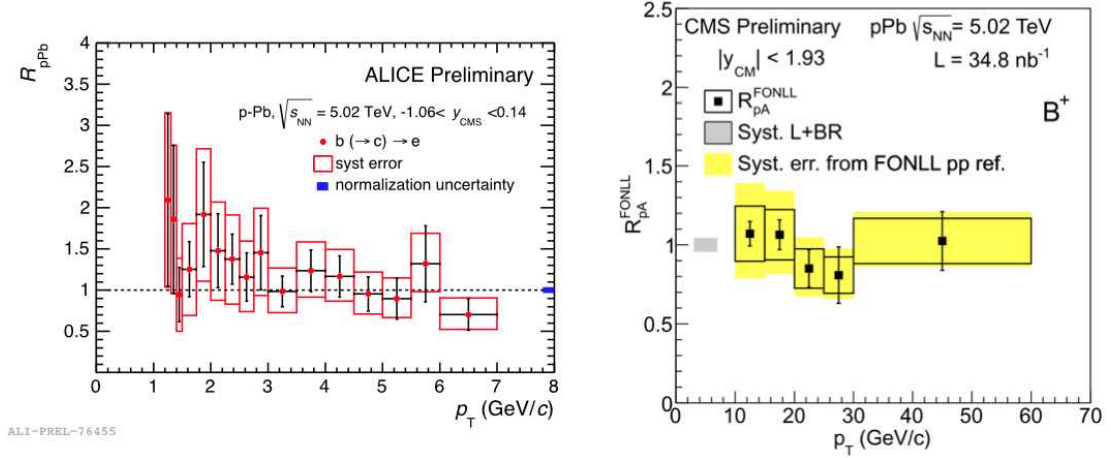 R_pPb
4
3.5
3
2.5
2
1.5
1
0.5
ALICE Preliminary
p-Pb, √s_NN = 5.02 TeV, -1.06< y_CMS <0.14
b (→ c) → e
syst error
normalization uncertainty
0 1 2 3 4 5 6 7 8
p_T (GeV/c)
ALI-PREL-76455
R_pA^FONLL
2.5
2
1.5
1
0.5
0
CMS Preliminary pPb √s_NN = 5.02 TeV
|y_CM| < 1.93 L = 34.8 nb⁻¹
R_pA^FONLL B⁺
Syst. L+BR
Syst. err. from FONLL pp ref.
10 20 30 40 50 60 70
p_T (GeV/c)